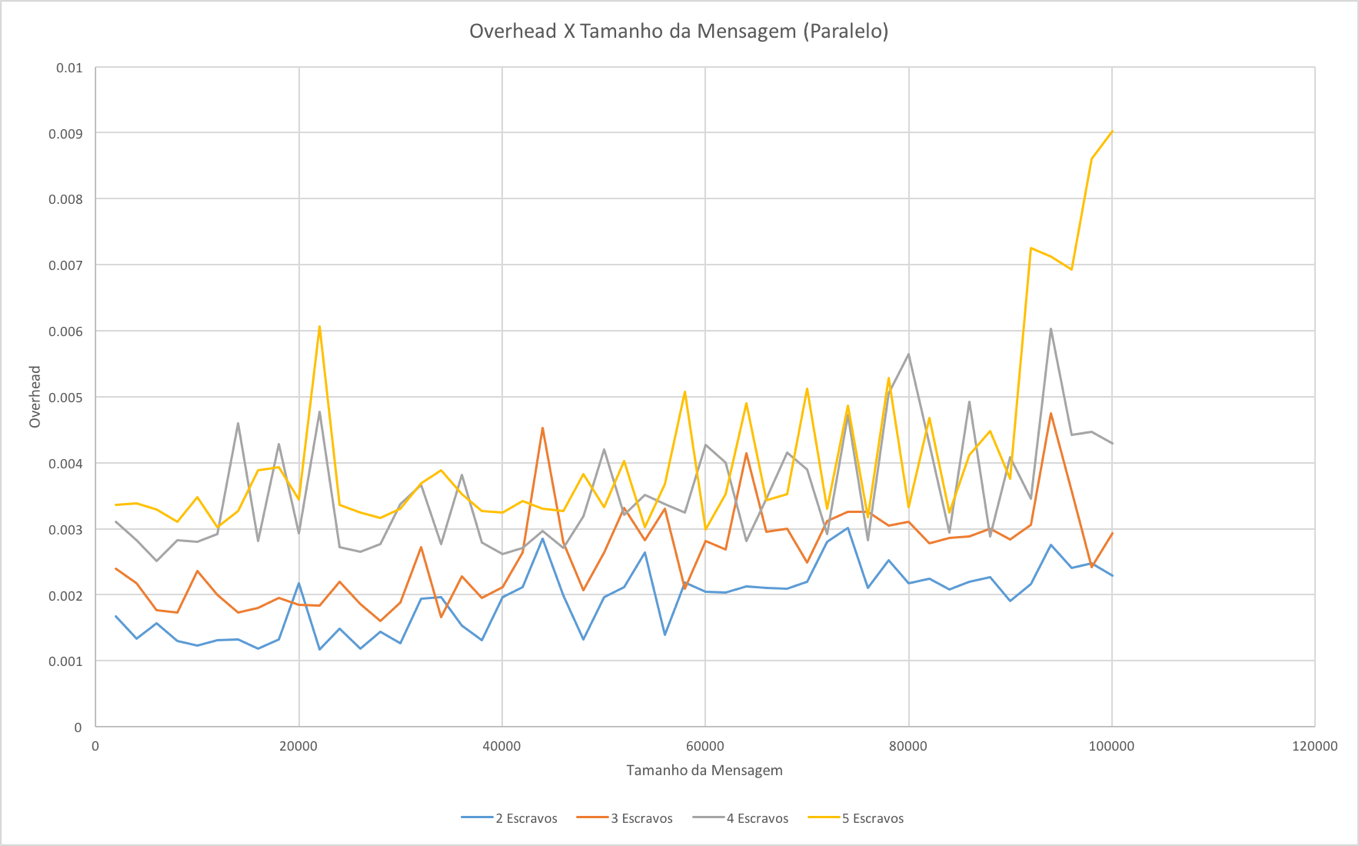 Overhead X Tamanho da Mensagem (Paralelo)
0.01
0.009
0.008
0.007
0.006
0.005
0.004
0.003
0.002
0.001
0
Overhead
0 20000 40000 60000 80000 100000 120000
Tamanho da Mensagem
2 Escravos 3 Escravos 4 Escravos 5 Escravos